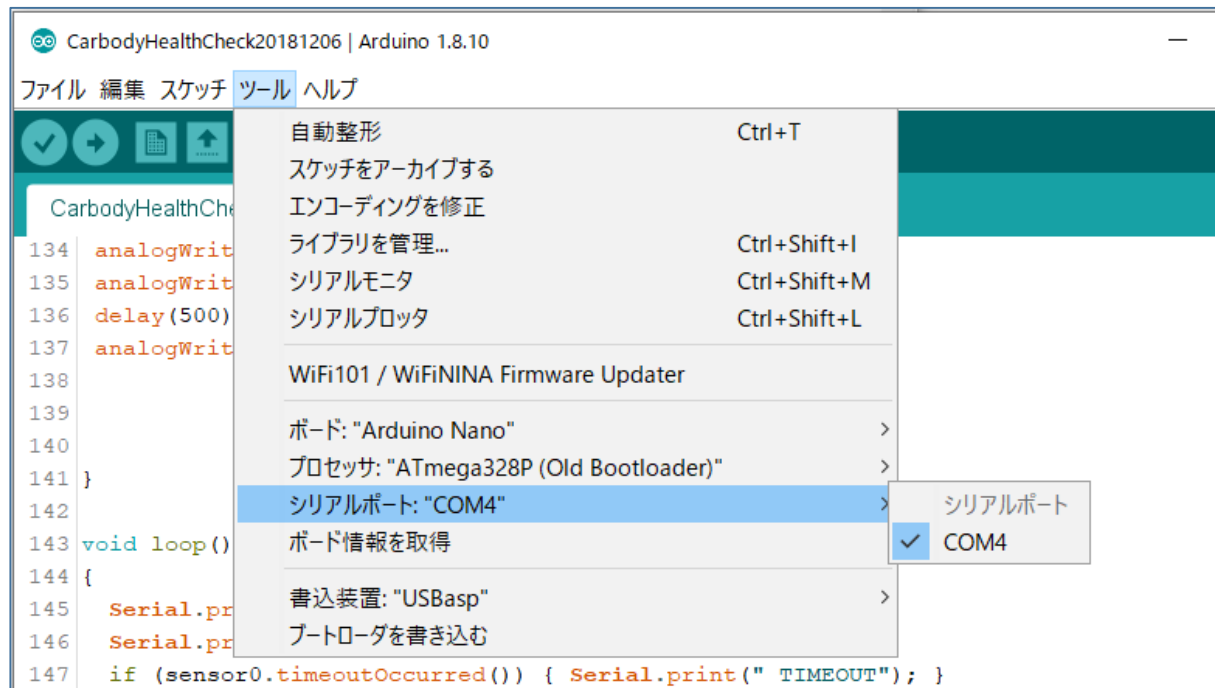 CarbodyHealthCheck20181206 | Arduino 1.8.10
ファイル 編集 スケッチ ツール ヘルプ
自動整形 Ctrl+T
スケッチをアーカイブする
エンコーディングを修正
ライブラリを管理... Ctrl+Shift+I
シリアルモニタ Ctrl+Shift+M
シリアルプロッタ Ctrl+Shift+L
WiFi101 / WiFiNINA Firmware Updater
ボード: "Arduino Nano"
プロセッサ: "ATmega328P (Old Bootloader)"
シリアルポート: "COM4"
シリアルポート
COM4
ボード情報を取得
書込装置: "USBasp"
ブートローダを書き込む
CarbodyHealthChe
134 analogWrit
135 analogWrit
136 delay(500)
137 analogWrit
138
139
140
141 }
142
143 void loop()
144 {
145 Serial.pr
146 Serial.pr
147 if (sensor0.timeoutOccurred()) { Serial.print(" TIMEOUT"); }